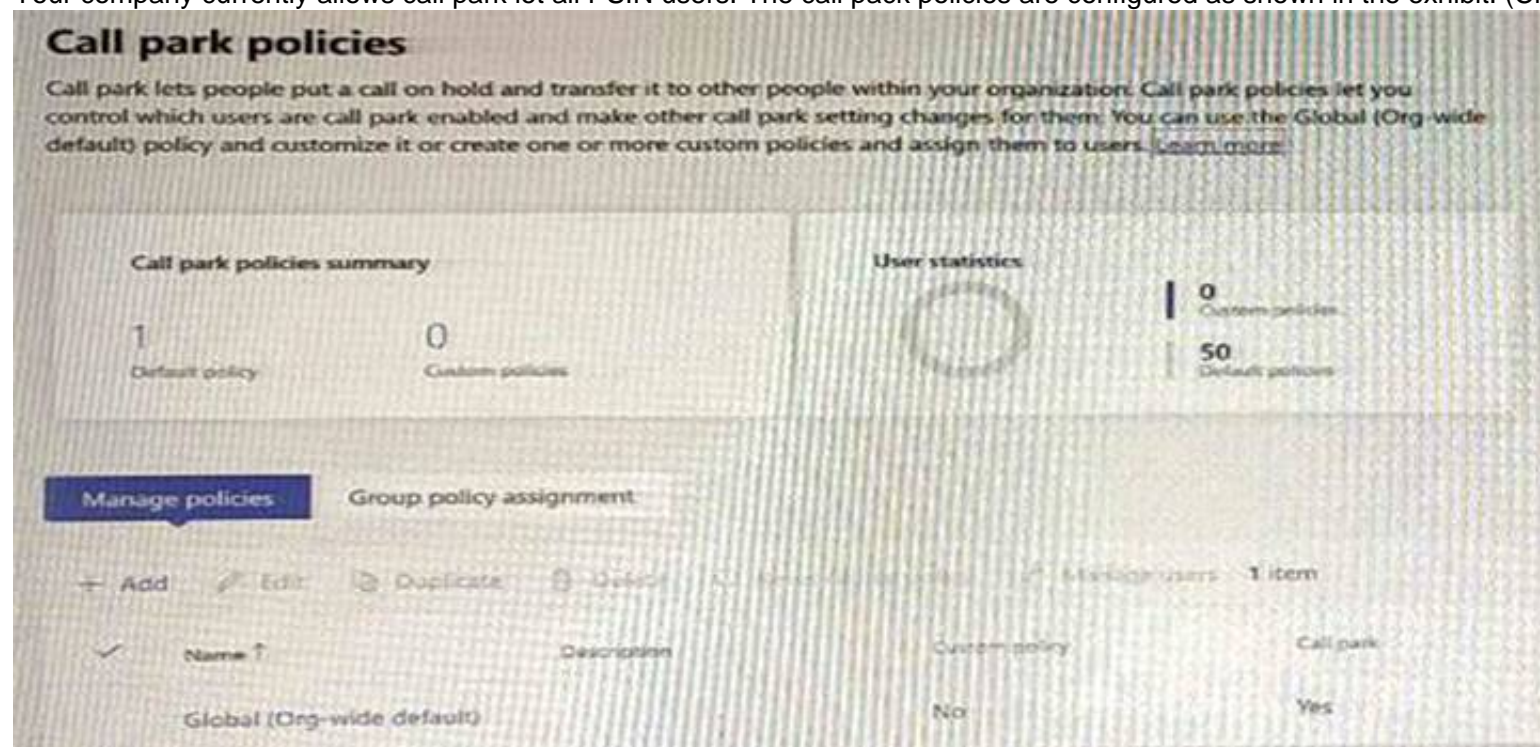 Your company currently allows call park let all PSTN users. The call pack policies are configured as shown in the exhibit.
Call park policies
Call park lets people put a call on hold and transfer it to other people within your organization. Call park policies let you
control which users are call park enabled and make other call park setting changes for them. You can use the Global (Org-wide
default) policy and customize it or create one or more custom policies and assign them to users. Learn more
Call park policies summary
User statistics
0
Custom policies
1
0
50
Default policy
Custom policies
Default policies
Manage policies
Group policy assignment
+ Add Edit Duplicate Delete Manage users 1 item
Name ↑ Description Custom policy Call park
Global (Org-wide default) No Yes